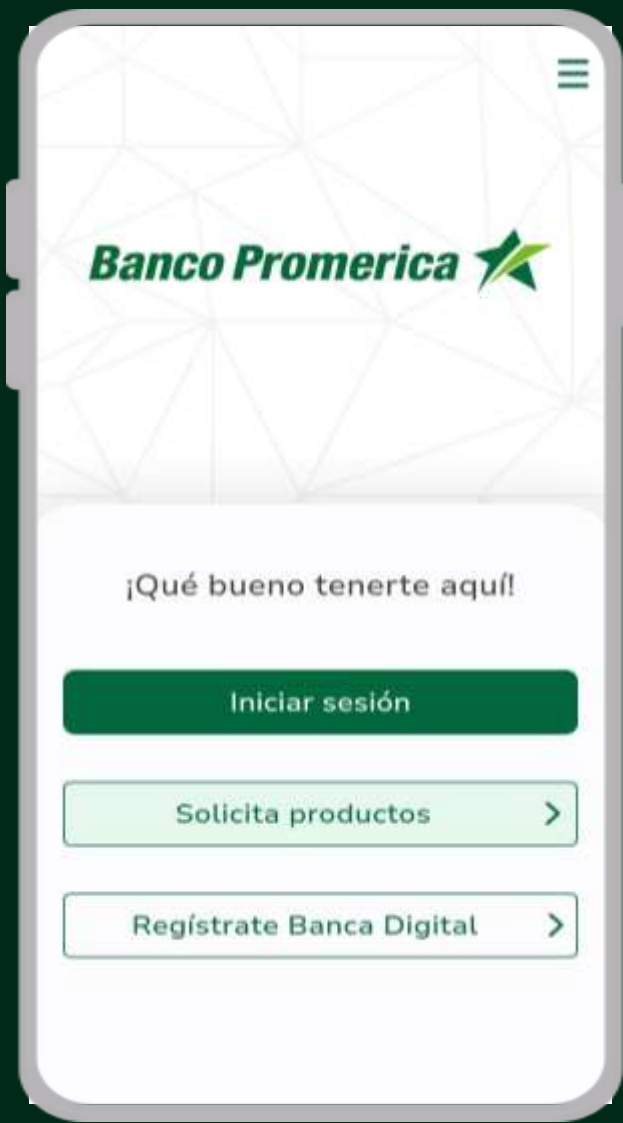 Banco Promerica
¡Qué bueno tenerte aquí!
Iniciar sesión
Solicita productos
Regístrate Banca Digital